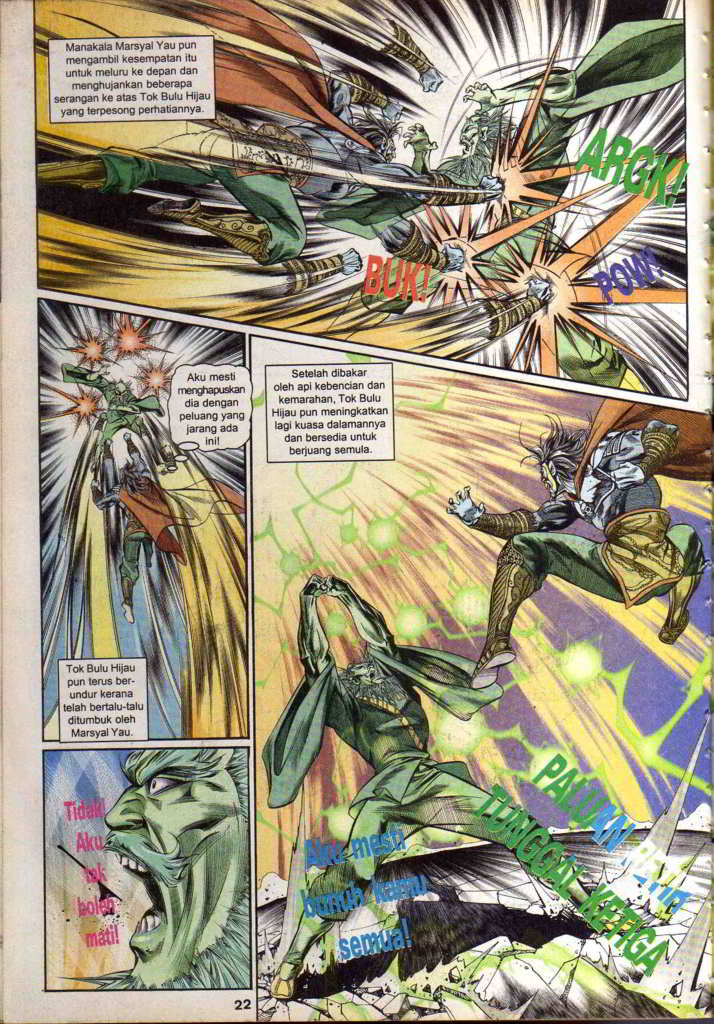 Manakala Marsyal Yau pun
mengambil kesempatan itu
untuk meluru ke depan dan
menghujankan beberapa
serangan ke atas Tok Bulu Hijau
yang terpesong perhatiannya.
ARGK!
BUK!
POW!
Aku mesti
menghapuskan
dia dengan
peluang yang
jarang ada
ini!
Tok Bulu Hijau
pun terus ber-
undur kerana
telah bertalu-talu
ditumbuk oleh
Marsyal Yau.
Setelah dibakar
oleh api kebencian dan
kemarahan, Tok Bulu
Hijau pun meningkatkan
lagi kuasa dalamannya
dan bersedia untuk
berjuang semula.
Tidak!
Aku
tak
boleh
mati!
Aku mesti
bunuh kamu
semua!
PALUAN PETIR
TUNGGAL KETIGA
22